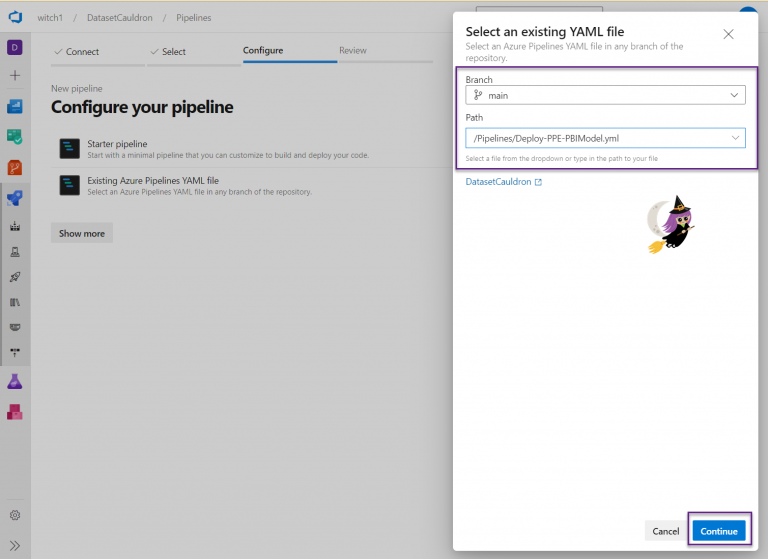 witch1 / DatasetCauldron / Pipelines
D
Connect
Select
Configure
Review
New pipeline
Configure your pipeline
Starter pipeline
Start with a minimal pipeline that you can customize to build and deploy your code.
Existing Azure Pipelines YAML file
Select an Azure Pipelines YAML file in any branch of the repository.
Show more
Select an existing YAML file
Select an Azure Pipelines YAML file in any branch of the
repository.
Branch
main
Path
/Pipelines/Deploy-PPE-PBIModel.yml
Select a file from the dropdown or type in the path to your file
DatasetCauldron
Cancel
Continue